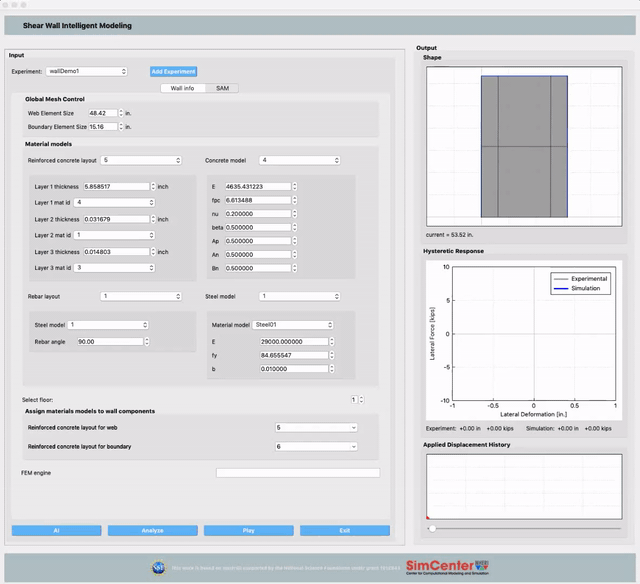 Shear Wall Intelligent Modeling
Input
Experiment: wallDemo1 Add Experiment
Wall info SAM
Global Mesh Control
Web Element Size 48.42 in.
Boundary Element Size 15.16 in.
Material models
Reinforced concrete layout 5 Concrete model 4
Layer 1 thickness 5.858517 inch
Layer 1 mat id 4
Layer 2 thickness 0.031679 inch
Layer 2 mat id 1
Layer 3 thickness 0.014803 inch
Layer 3 mat id 3
E 4635.431223
fpc 6.613488
nu 0.200000
beta 0.500000
Ap 0.500000
An 0.500000
Bn 0.500000
Rebar layout 1 Steel model 1
Steel model 1
Rebar angle 90.00
Material model Steel01
E 29000.000000
fy 84.655547
b 0.010000
Select floor: 1
Assign materials models to wall components
Reinforced concrete layout for web 5
Reinforced concrete layout for boundary 6
FEM engine
AI Analyze Play Exit
Output
Shape
current = 53.52 in.
Hysteretic Response
Experimental
Simulation
Lateral Force [kips]
10
5
0
-5
-10
-1 -0.5 0 0.5 1
Lateral Deformation [in.]
Experiment: +0.00 in +0.00 kips Simulation: +0.00 in +0.00 kips
Applied Displacement History
This work is based on material supported by the National Science Foundation under grant
SimCenter
Center for Computational Modeling and Simulation